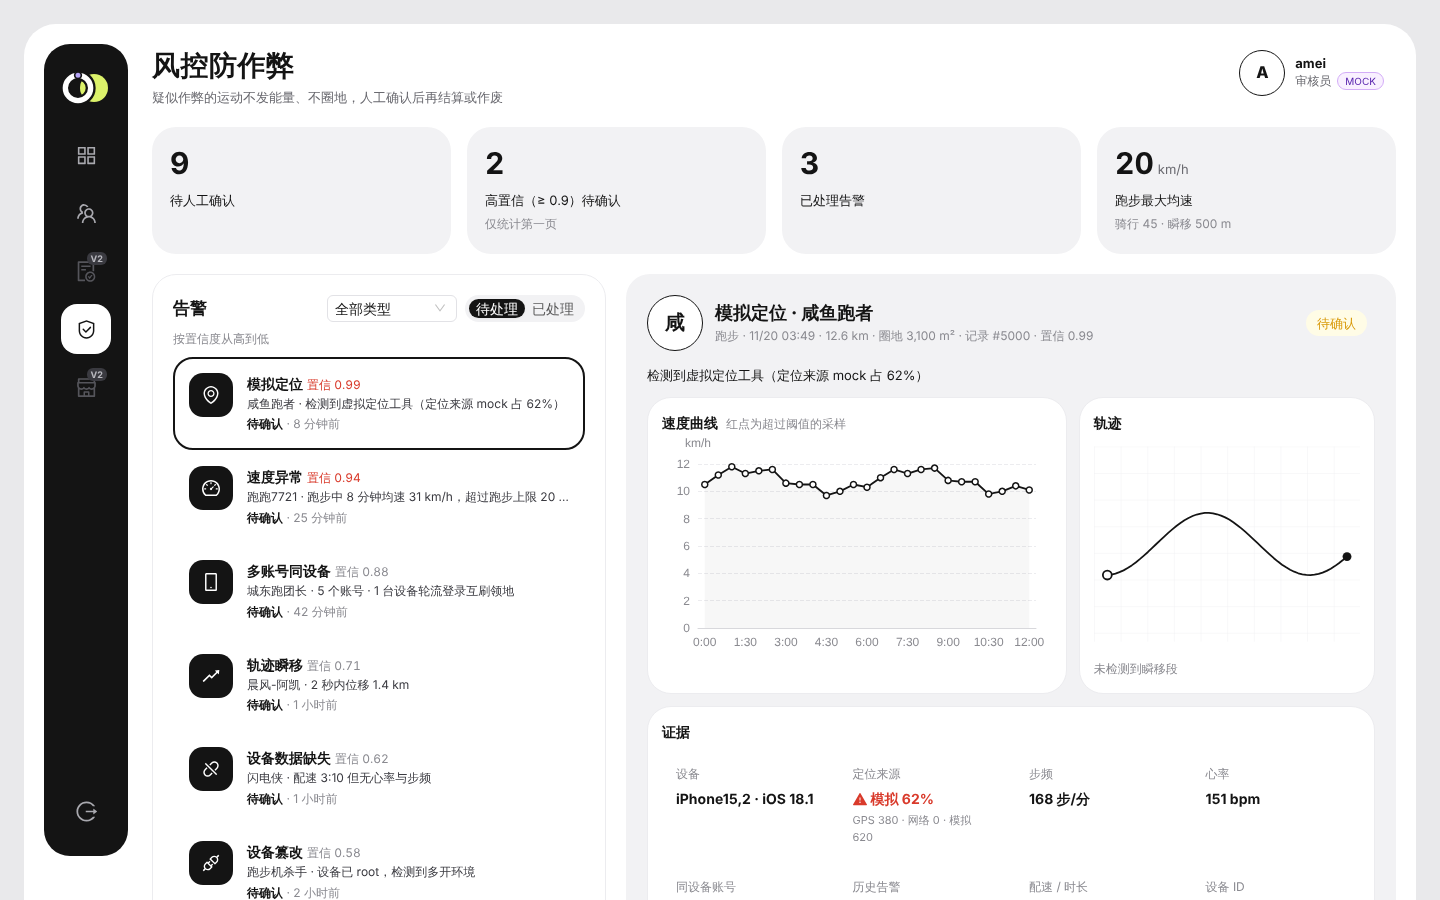 风控防作弊
疑似作弊的运动不发能量、不圈地，人工确认后再结算或作废
A
amei
审核员 MOCK
V2
V2
9
待人工确认
2
高置信（≥ 0.9）待确认
仅统计第一页
3
已处理告警
20 km/h
跑步最大均速
骑行 45 · 瞬移 500 m
告警
全部类型
待处理 已处理
按置信度从高到低
模拟定位 置信 0.99
咸鱼跑者 · 检测到虚拟定位工具（定位来源 mock 占 62%）
待确认 · 8 分钟前
速度异常 置信 0.94
跑跑7721 · 跑步中 8 分钟均速 31 km/h，超过跑步上限 20 ...
待确认 · 25 分钟前
多账号同设备 置信 0.88
城东跑团长 · 5 个账号 · 1 台设备轮流登录互刷领地
待确认 · 42 分钟前
轨迹瞬移 置信 0.71
晨风-阿凯 · 2 秒内位移 1.4 km
待确认 · 1 小时前
设备数据缺失 置信 0.62
闪电侠 · 配速 3:10 但无心率与步频
待确认 · 1 小时前
设备篡改 置信 0.58
跑步机杀手 · 设备已 root，检测到多开环境
待确认 · 2 小时前
咸
模拟定位 · 咸鱼跑者
跑步 · 11/20 03:49 · 12.6 km · 圈地 3,100 m² · 记录 #5000 · 置信 0.99
待确认
检测到虚拟定位工具（定位来源 mock 占 62%）
速度曲线 红点为超过阈值的采样
km/h
12
10
8
6
4
2
0
0:00 1:30 3:00 4:30 6:00 7:30 9:00 10:30 12:00
轨迹
未检测到瞬移段
证据
设备
iPhone15,2 · iOS 18.1
定位来源
模拟 62%
GPS 380 · 网络 0 · 模拟
620
步频
168 步/分
心率
151 bpm
同设备账号
历史告警
配速 / 时长
设备 ID